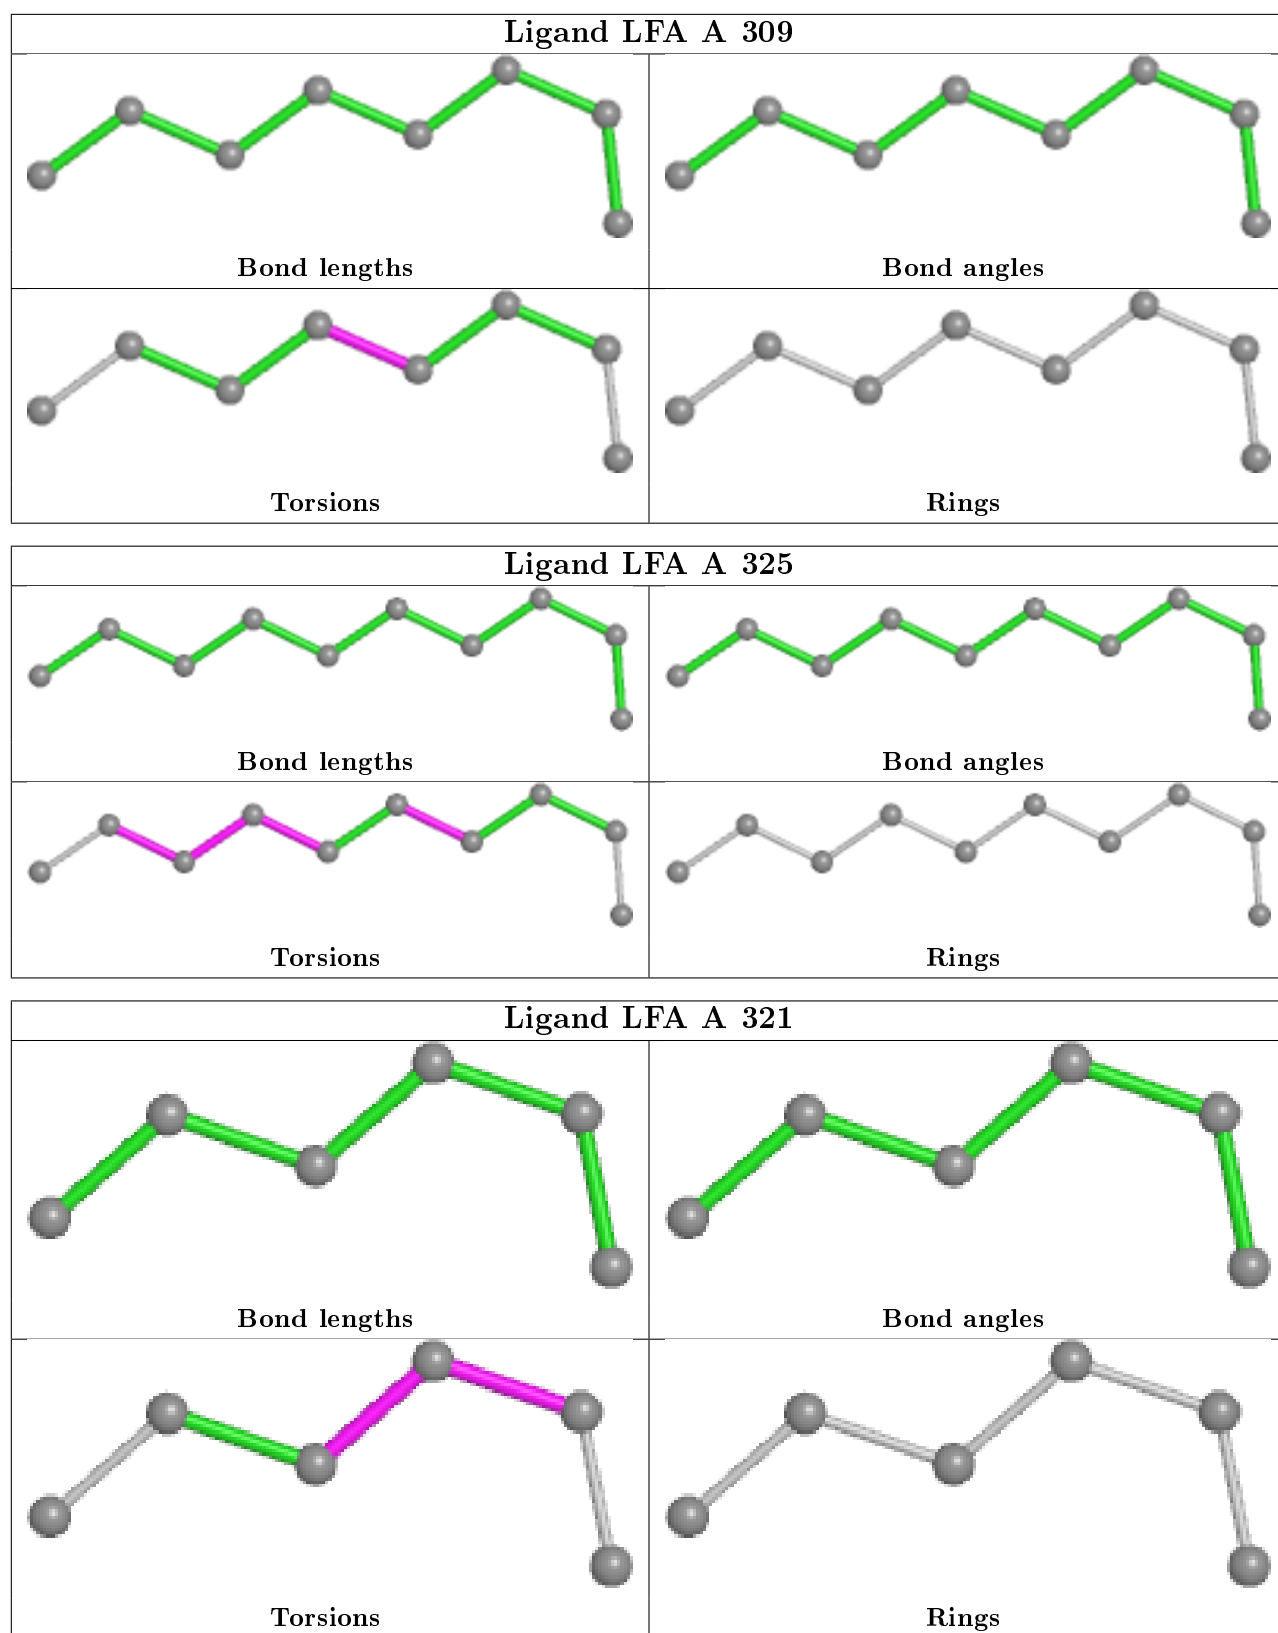 Ligand LFA A 309
Bond lengths
Bond angles
Torsions
Rings
Ligand LFA A 325
Bond lengths
Bond angles
Torsions
Rings
Ligand LFA A 321
Bond lengths
Bond angles
Torsions
Rings